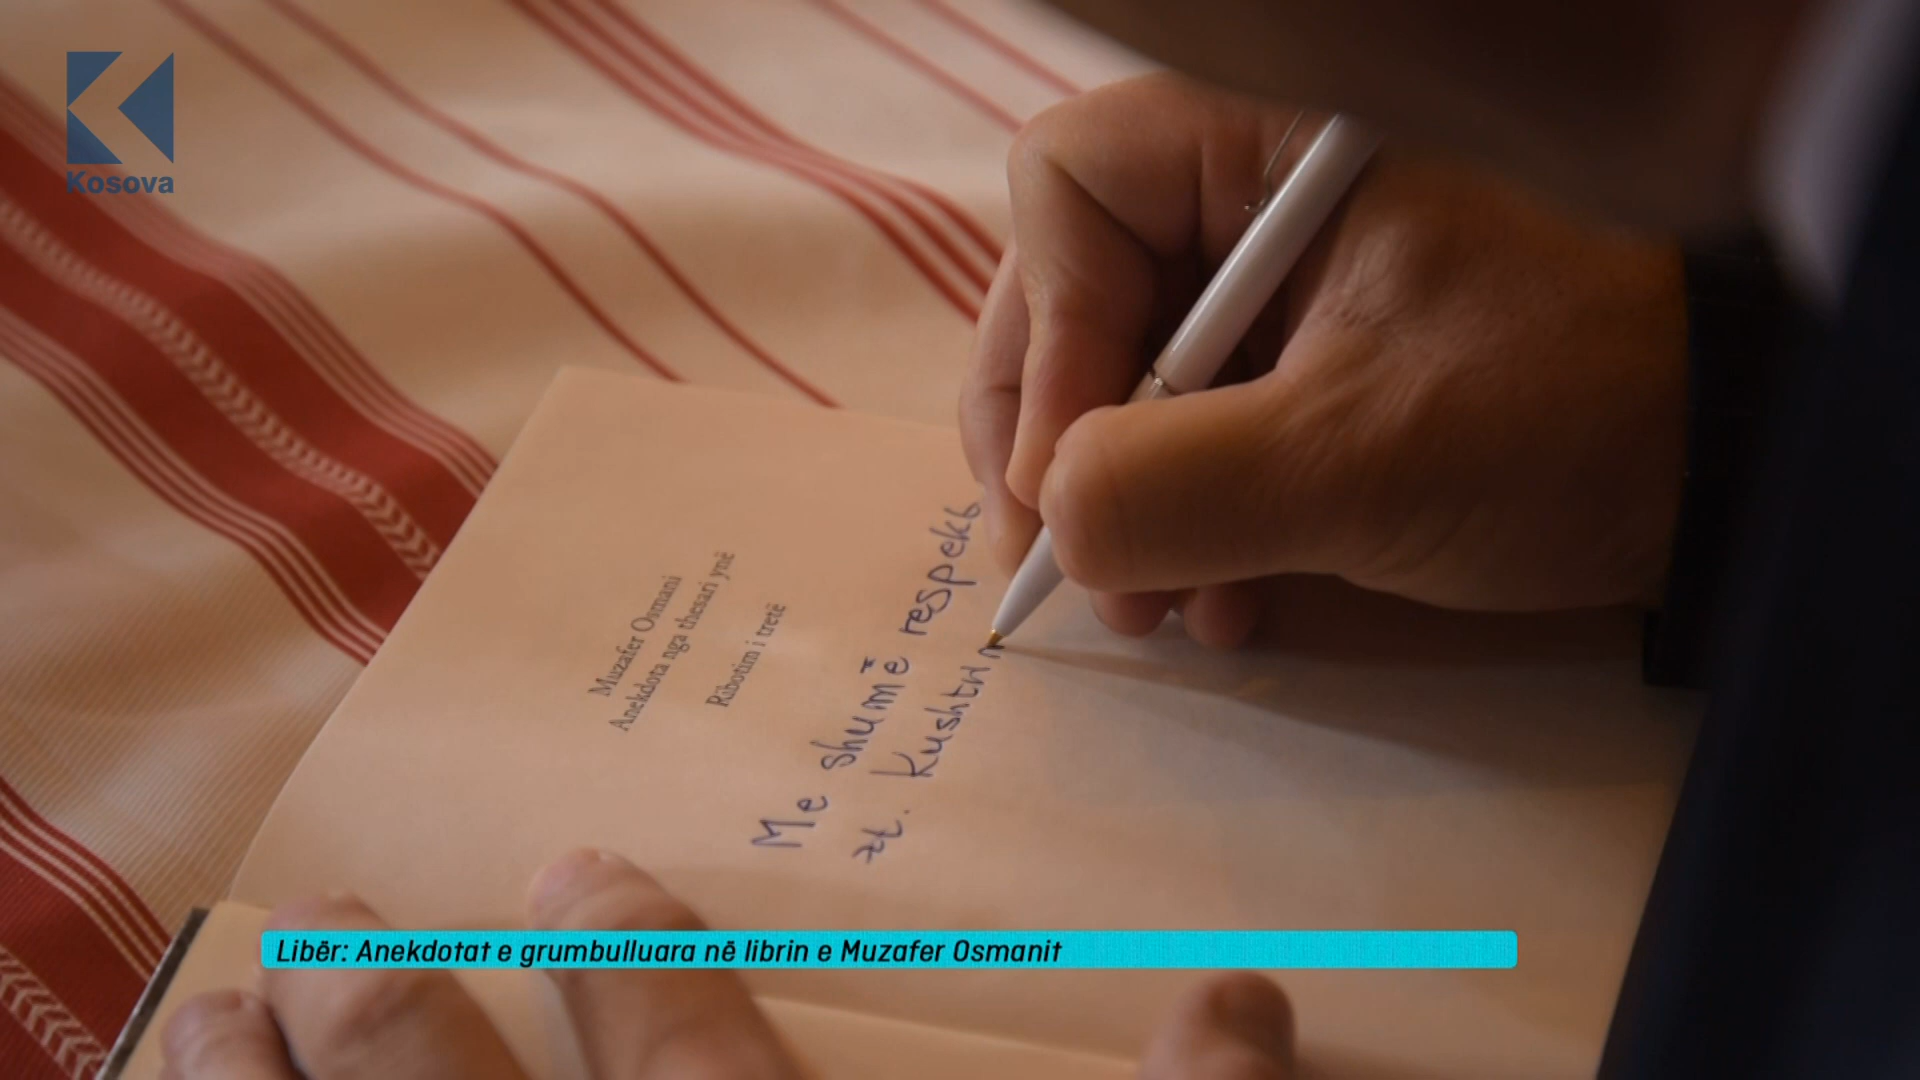 Kosova
Muzafer Osmani
Anekdota nga thesari ynë
Ribotim i tretë
Me shumë respekt
zt. Kushtri
Libër: Anekdotat e grumbulluara në librin e Muzafer Osmanit